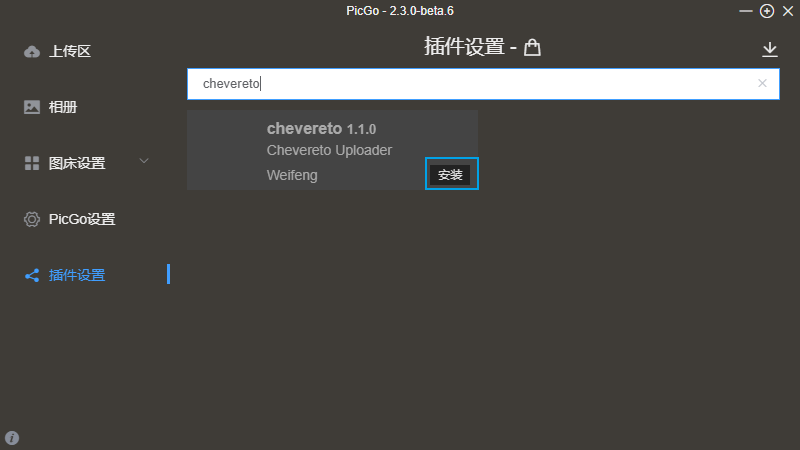 PicGo - 2.3.0-beta.6
上传区
相册
图床设置
PicGo设置
插件设置
插件设置 -
chevereto
chevereto 1.1.0
Chevereto Uploader
Weifeng
安装